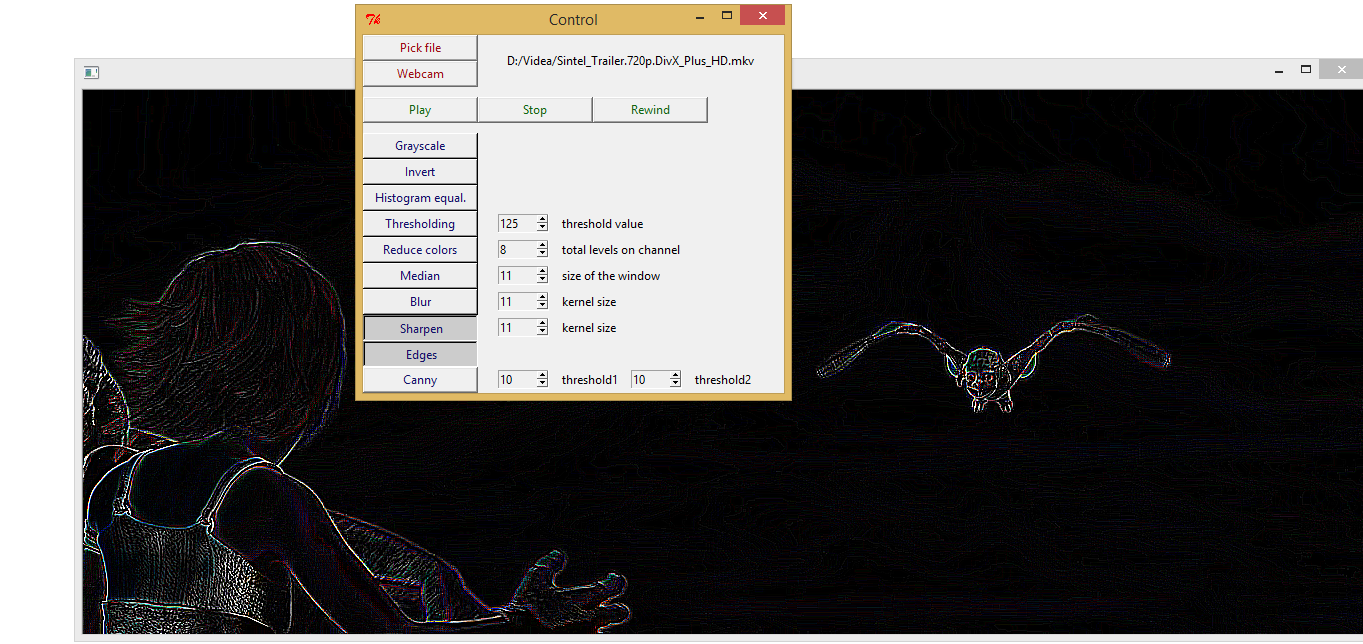 Control
Pick file
D:/Videa/Sintel_Trailer.720p.DivX_Plus_HD.mkv
Webcam
Play Stop Rewind
Grayscale
Invert
Histogram equal.
Thresholding 125 threshold value
Reduce colors 8 total levels on channel
Median 11 size of the window
Blur 11 kernel size
Sharpen 11 kernel size
Edges
Canny 10 threshold1 10 threshold2